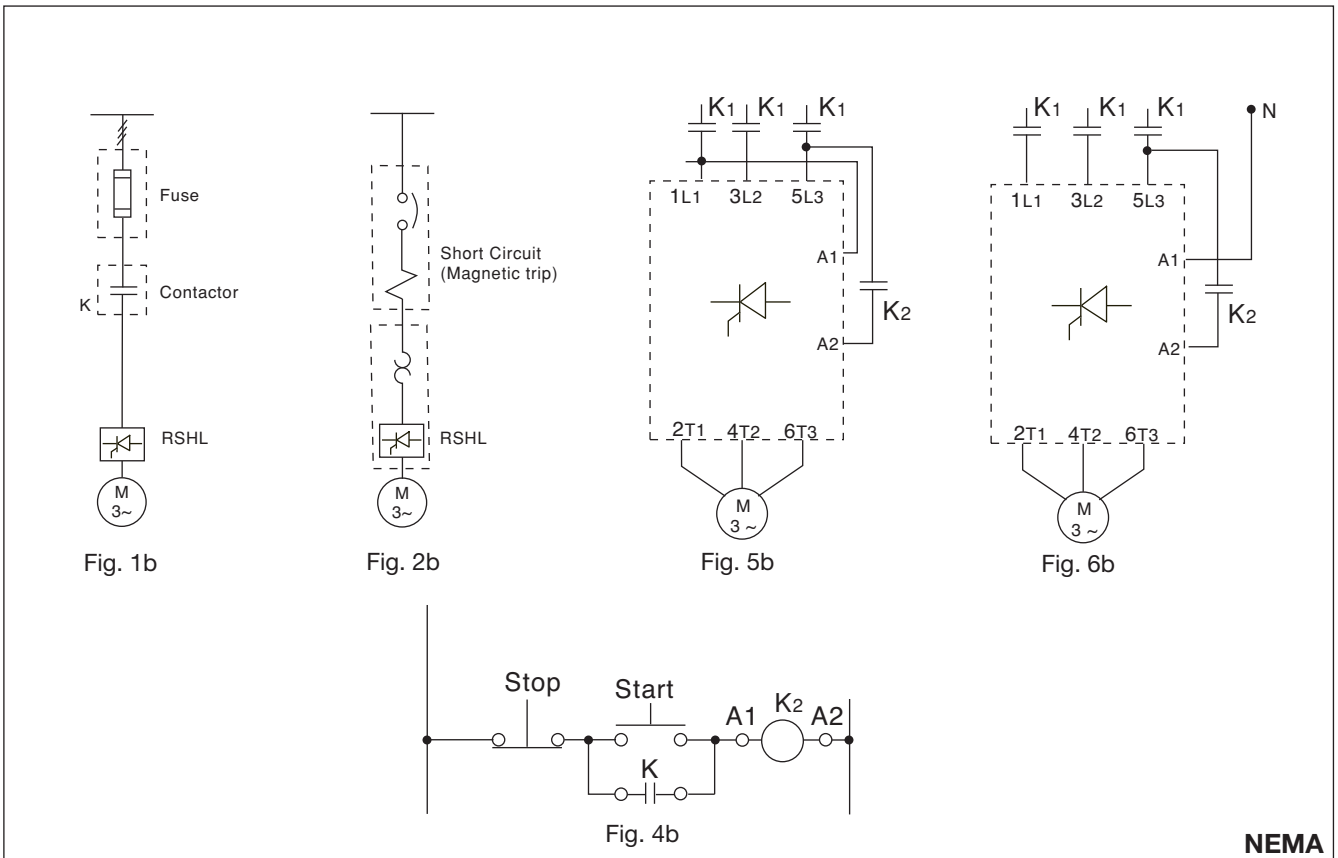 Fuse
K
Contactor
RSHL
M
3~
Fig. 1b
Short Circuit
(Magnetic trip)
RSHL
M
3~
Fig. 2b
K1 K1 K1
1L1 3L2 5L3
A1
K2
A2
2T1 4T2 6T3
M
3 ~
Fig. 5b
K1 K1 K1
N
1L1 3L2 5L3
A1
K2
A2
2T1 4T2 6T3
M
3 ~
Fig. 6b
Stop Start
A1 K2 A2
K
Fig. 4b
NEMA